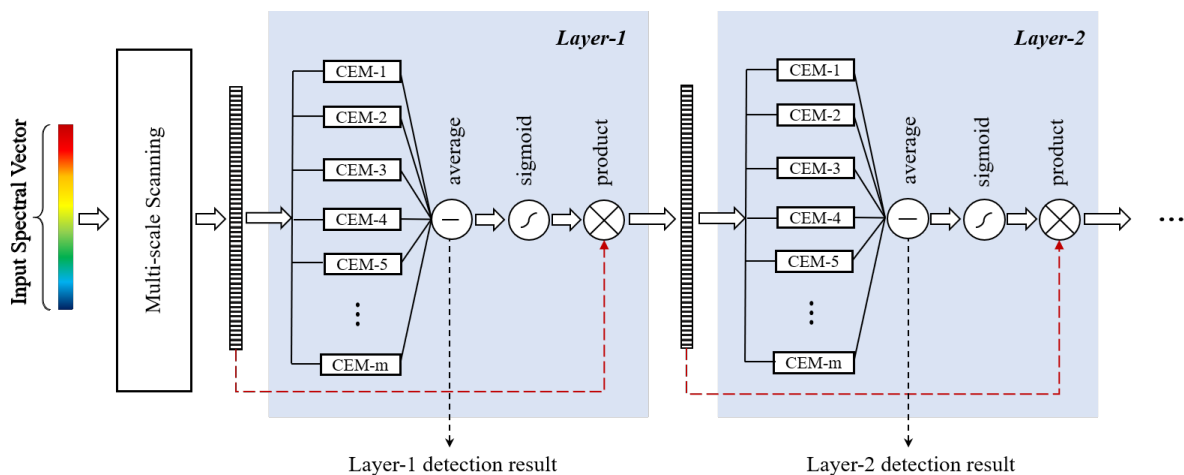 Input Spectral Vector
Multi-scale Scanning
Layer-1
CEM-1
CEM-2
CEM-3
CEM-4
CEM-5
CEM-m
average
sigmoid
product
Layer-1 detection result
Layer-2
CEM-1
CEM-2
CEM-3
CEM-4
CEM-5
CEM-m
average
sigmoid
product
Layer-2 detection result
...